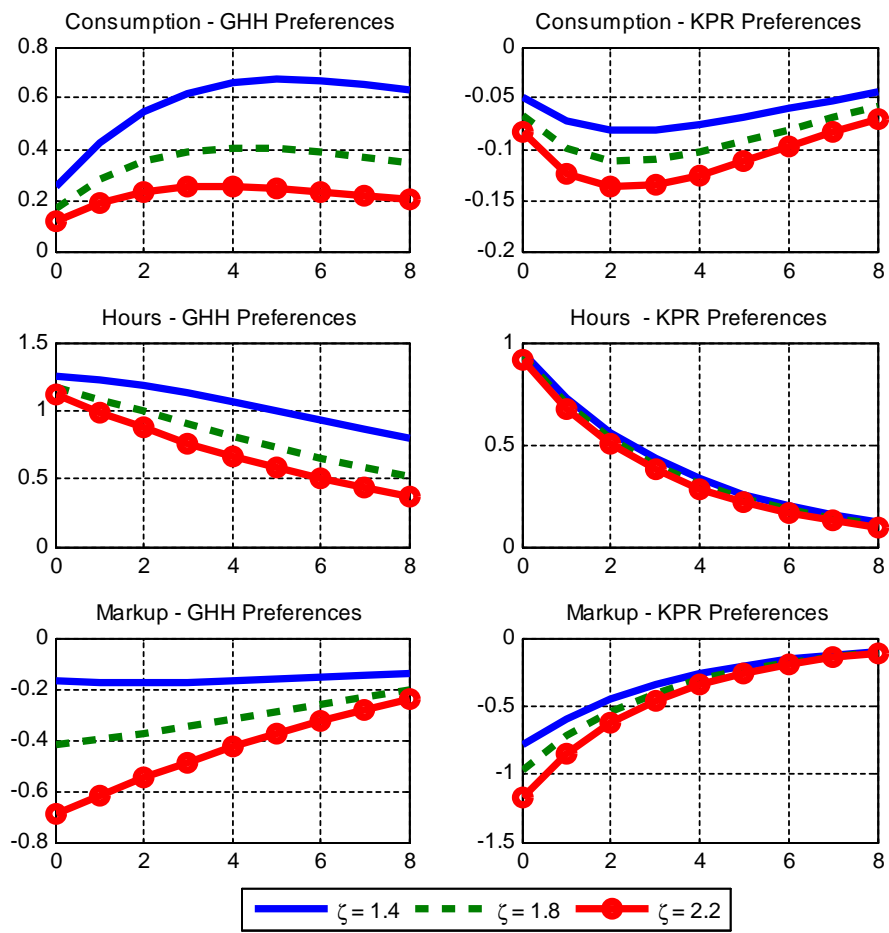 Consumption - GHH Preferences
0.8
0.6
0.4
0.2
0
0 2 4 6 8
Consumption - KPR Preferences
0
-0.05
-0.1
-0.15
-0.2
0 2 4 6 8
Hours - GHH Preferences
1.5
1
0.5
0
0 2 4 6 8
Hours - KPR Preferences
1
0.5
0
0 2 4 6 8
Markup - GHH Preferences
-0
-0.2
-0.4
-0.6
-0.8
0 2 4 6 8
Markup - KPR Preferences
-0
-0.5
-1
-1.5
0 2 4 6 8
ζ = 1.4 ζ = 1.8 ζ = 2.2